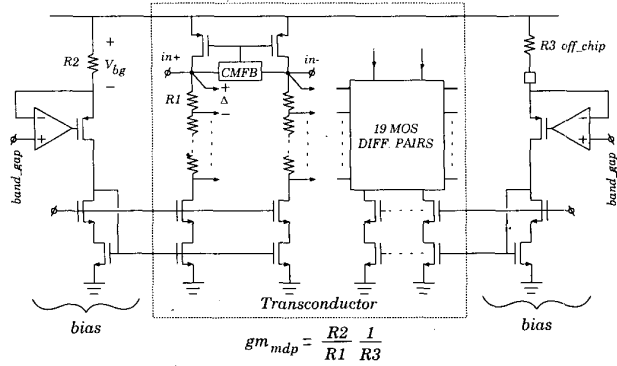 R2
+
V_bg
−
in+
in-
CMFB
R1
+
Δ
−
19 MOS
DIFF. PAIRS
R3 off_chip
−
+
band_gap
−
+
band_gap
bias
Transconductor
bias
gm_mdp = R2/R1 1/R3